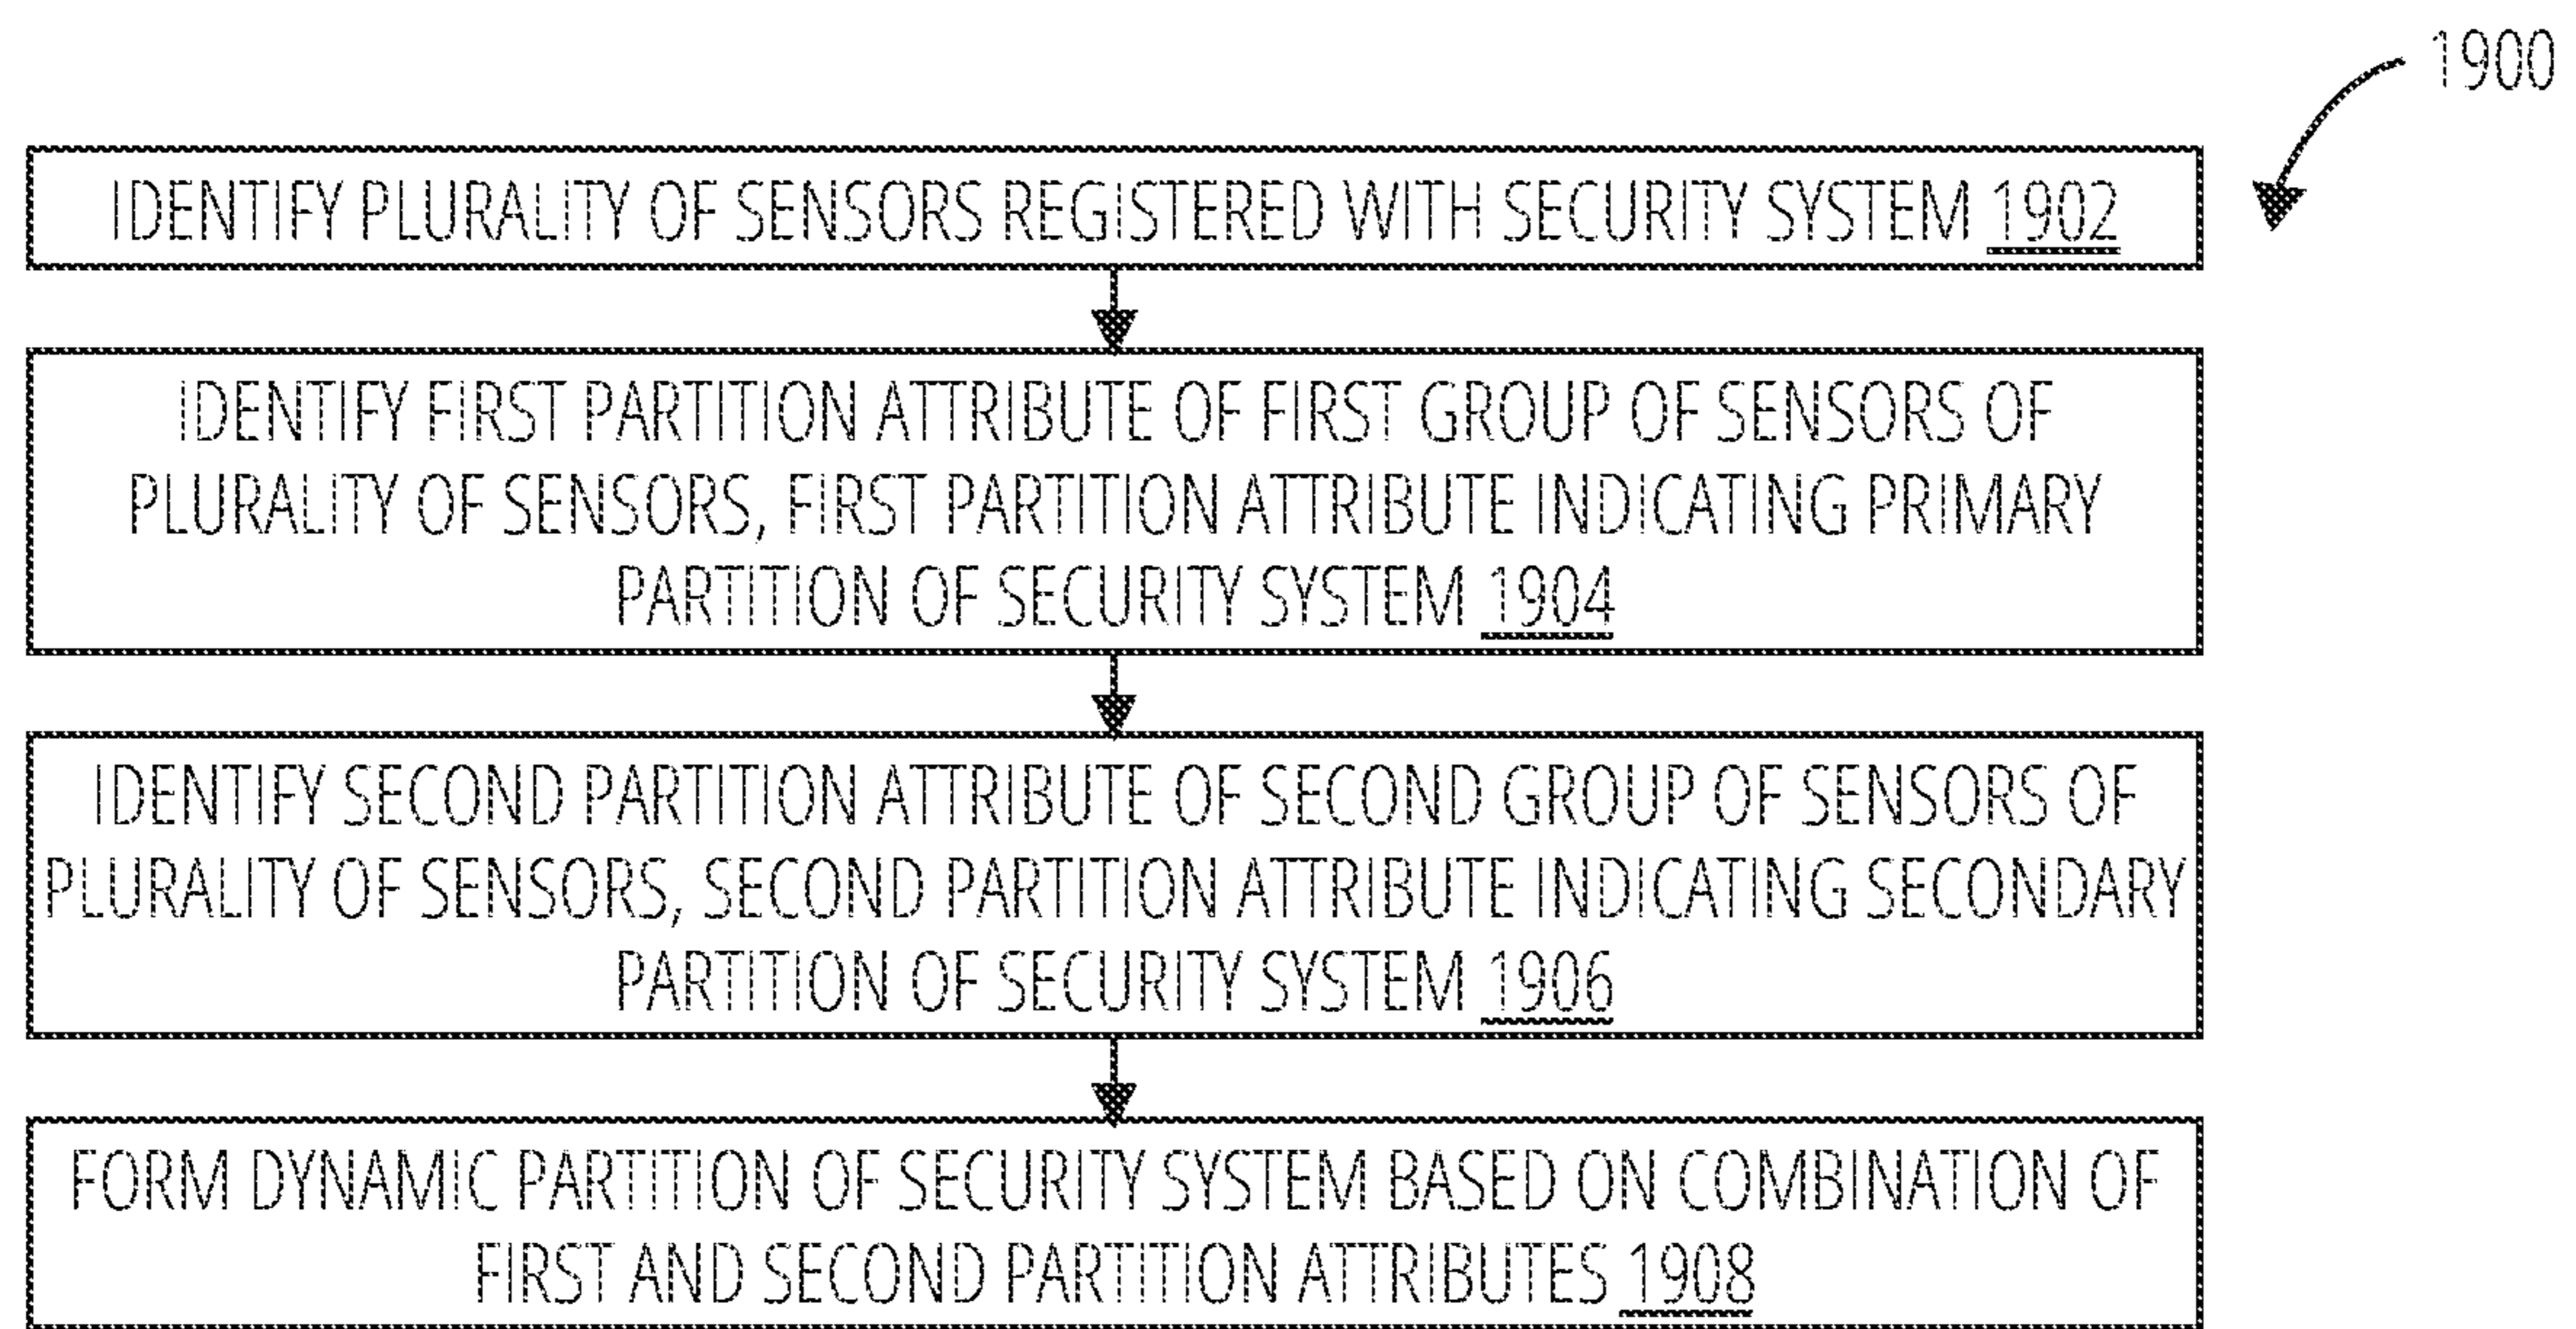 1900
IDENTIFY PLURALITY OF SENSORS REGISTERED WITH SECURITY SYSTEM 1902
IDENTIFY FIRST PARTITION ATTRIBUTE OF FIRST GROUP OF SENSORS OF
PLURALITY OF SENSORS, FIRST PARTITION ATTRIBUTE INDICATING PRIMARY
PARTITION OF SECURITY SYSTEM 1904
IDENTIFY SECOND PARTITION ATTRIBUTE OF SECOND GROUP OF SENSORS OF
PLURALITY OF SENSORS, SECOND PARTITION ATTRIBUTE INDICATING SECONDARY
PARTITION OF SECURITY SYSTEM 1906
FORM DYNAMIC PARTITION OF SECURITY SYSTEM BASED ON COMBINATION OF
FIRST AND SECOND PARTITION ATTRIBUTES 1908